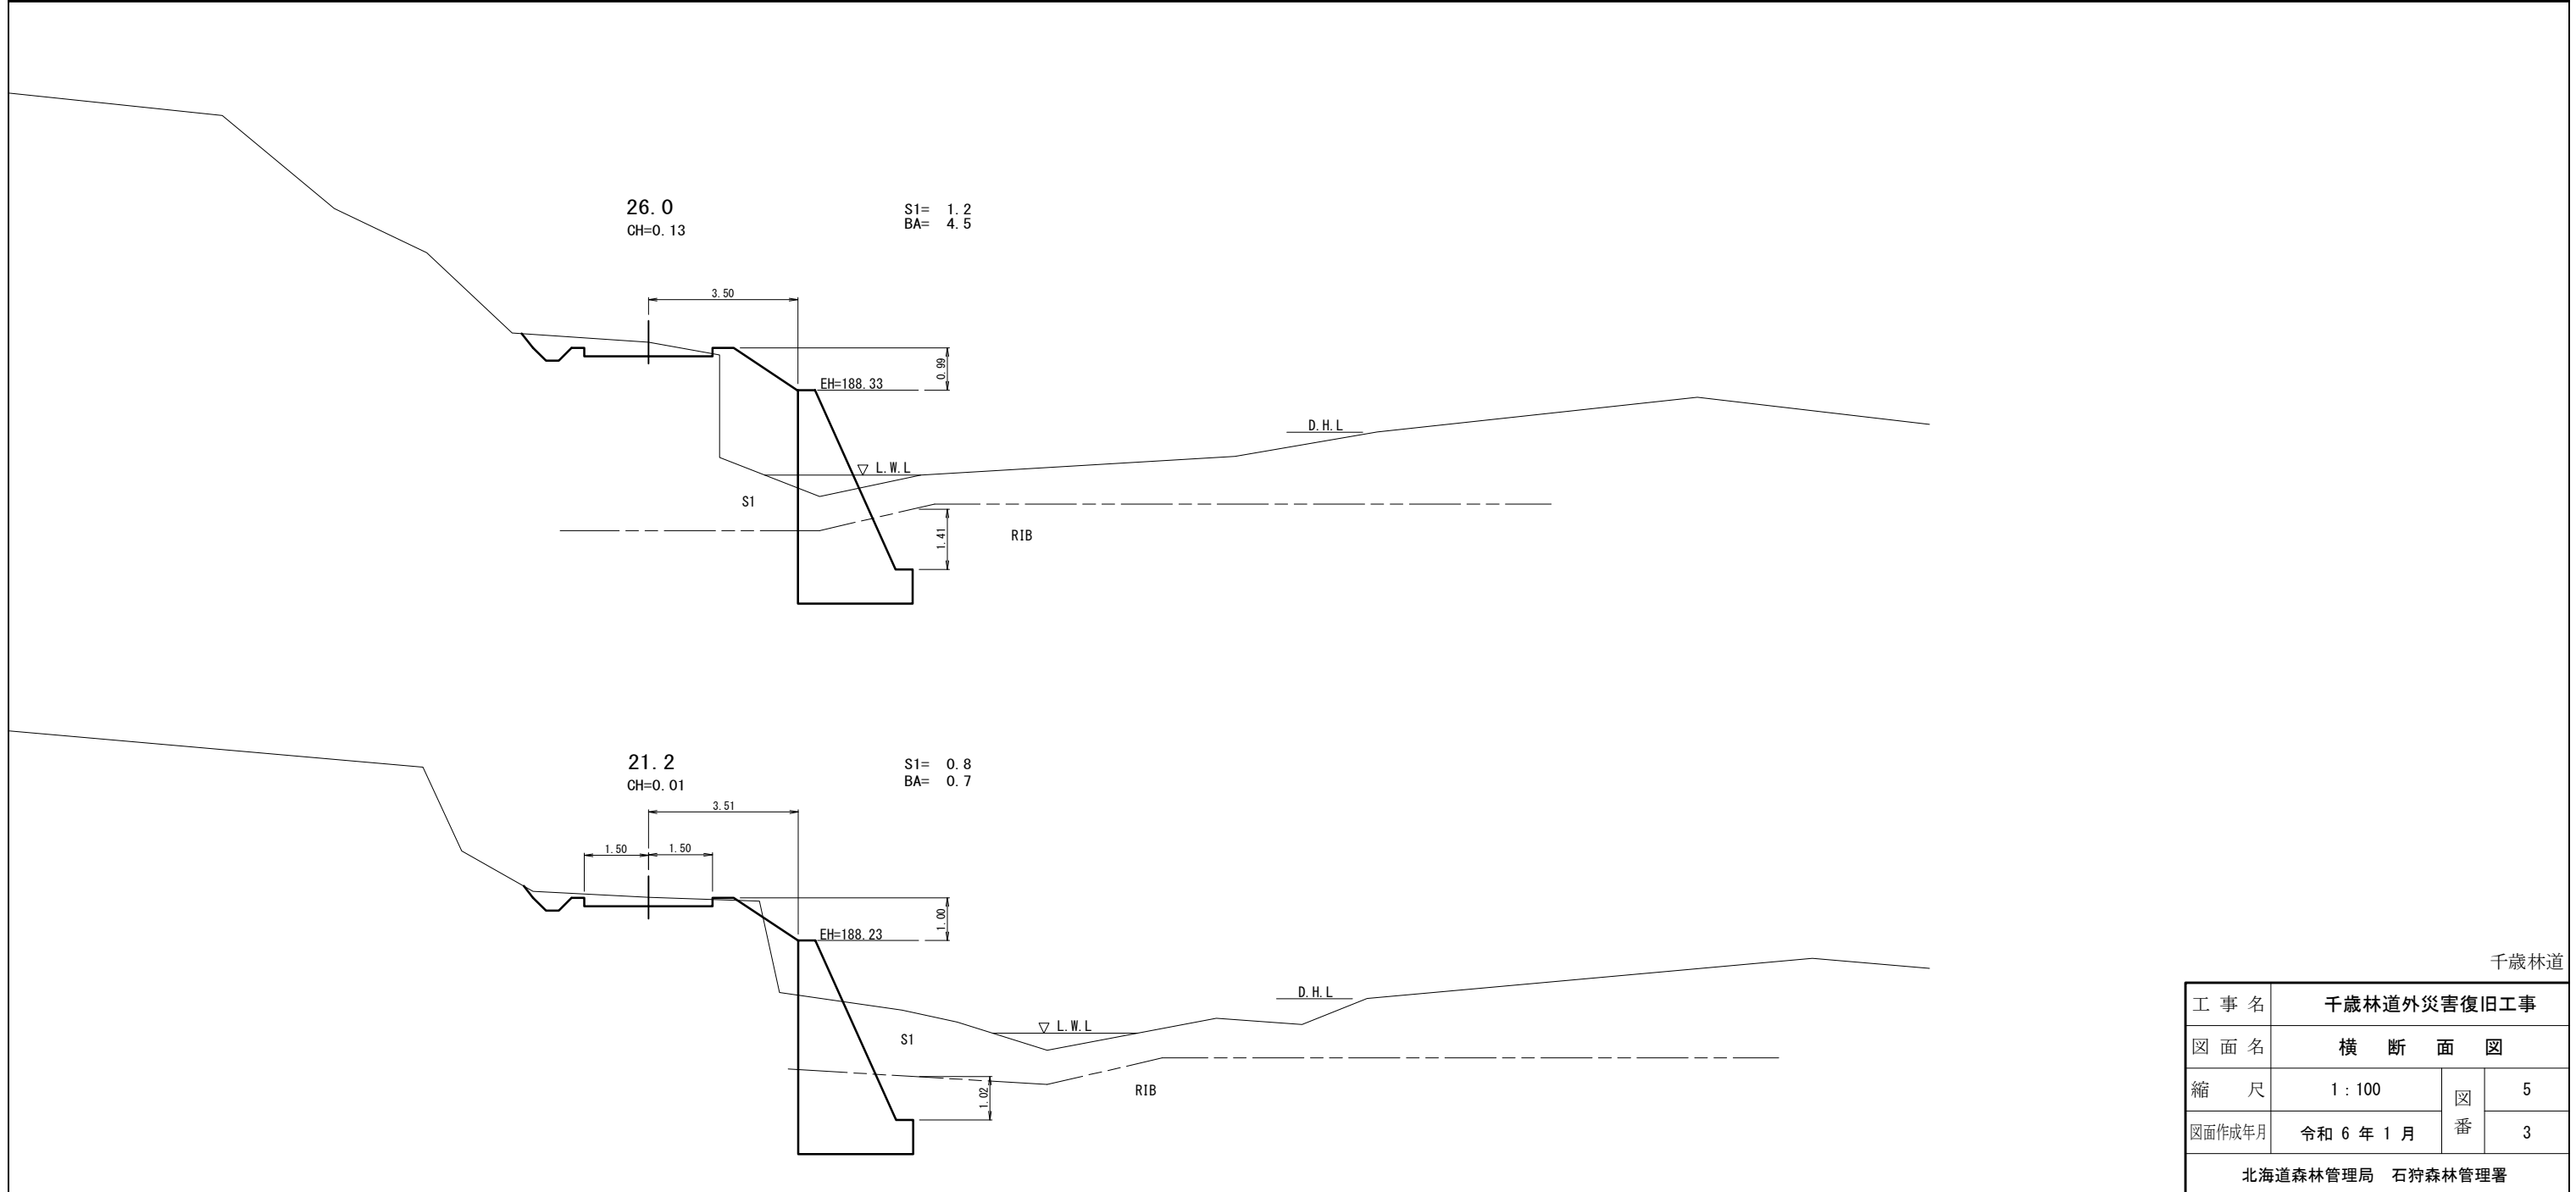 26.0
CH=0.13
S1= 1.2
BA= 4.5
3.50
0.99
EH=188.33
D.H.L
▽ L.W.L
S1
1.41
RIB
21.2
CH=0.01
S1= 0.8
BA= 0.7
3.51
1.50 1.50
1.00
EH=188.23
D.H.L
▽ L.W.L
S1
1.02
RIB
千歳林道
工事名 千歳林道外災害復旧工事
図面名 横断面図
縮尺 1:100 図番 5
図面作成年月 令和 6 年 1 月 3
北海道森林管理局 石狩森林管理署